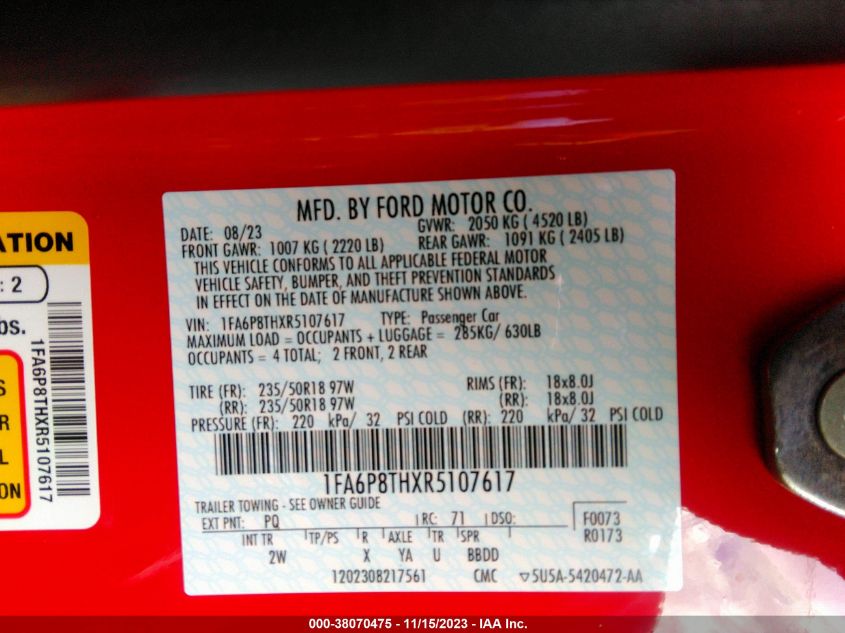 MFD. BY FORD MOTOR CO.
DATE: 08/23 GVWR: 2050 KG ( 4520 LB)
FRONT GAWR: 1007 KG ( 2220 LB) REAR GAWR: 1091 KG ( 2405 LB)
THIS VEHICLE CONFORMS TO ALL APPLICABLE FEDERAL MOTOR
VEHICLE SAFETY, BUMPER, AND THEFT PREVENTION STANDARDS
IN EFFECT ON THE DATE OF MANUFACTURE SHOWN ABOVE.
VIN: 1FA6P8THXR5107617 TYPE: Passenger Car
MAXIMUM LOAD = OCCUPANTS + LUGGAGE = 285KG/ 630LB
OCCUPANTS = 4 TOTAL; 2 FRONT, 2 REAR
TIRE (FR): 235/50R18 97W RIMS (FR): 18x8.0J
(RR): 235/50R18 97W (RR): 18x8.0J
PRESSURE (FR): 220 kPa/ 32 PSI COLD (RR): 220 kPa/ 32 PSI COLD
1FA6P8THXR5107617
TRAILER TOWING - SEE OWNER GUIDE
EXT PNT: PQ RC: 71 DSO: F0073
R0173
INT TR TP/PS R AXLE TR SPR
2W X YA U BBDD
1202308217561 CMC ▽5U5A-5420472-AA
ATION
: 2
bs.
1FA6P8THXR5107617
S
R
L
ON
000-38070475 - 11/15/2023 - IAA Inc.